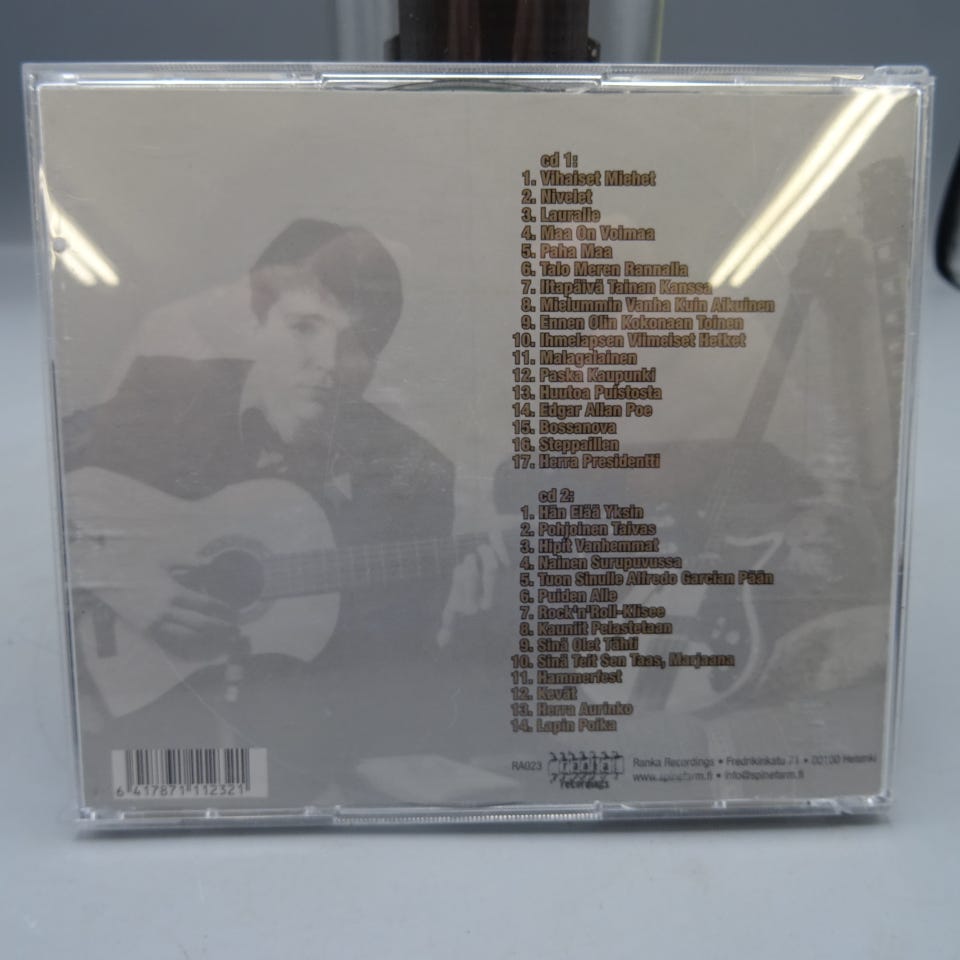 cd 1:
1. Vihaiset Miehet
2. Nivelet
3. Lauralle
4. Maa On Voimaa
5. Paha Maa
6. Talo Meren Rannalla
7. Iltapäivä Tainan Kanssa
8. Mielummin Vanha Kuin Aikuinen
9. Ennen Olin Kokonaan Toinen
10. Ihmelapsen Viimeiset Hetket
11. Malagalainen
12. Paska Kaupunki
13. Huutoa Puistosta
14. Edgar Allan Poe
15. Bossanova
16. Steppaillen
17. Herra Presidentti
cd 2:
1. Hän Elää Yksin
2. Pohjoinen Taivas
3. Hipit Vanhemmat
4. Nainen Surupuvussa
5. Tuon Sinulle Alfredo Garcian Pään
6. Puiden Alle
7. Rock'n'Roll-Klisee
8. Kauniit Pelastetaan
9. Sinä Olet Tähti
10. Sinä Teit Sen Taas, Marjaana
11. Hammerfest
12. Kevät
13. Herra Aurinko
14. Lapin Poika
6 417871 112321
RA023
ranka
recordings
Ranka Recordings • Fredrikinkatu 71 • 00100 Helsinki
www.spinefarm.fi • info@spinefarm.fi